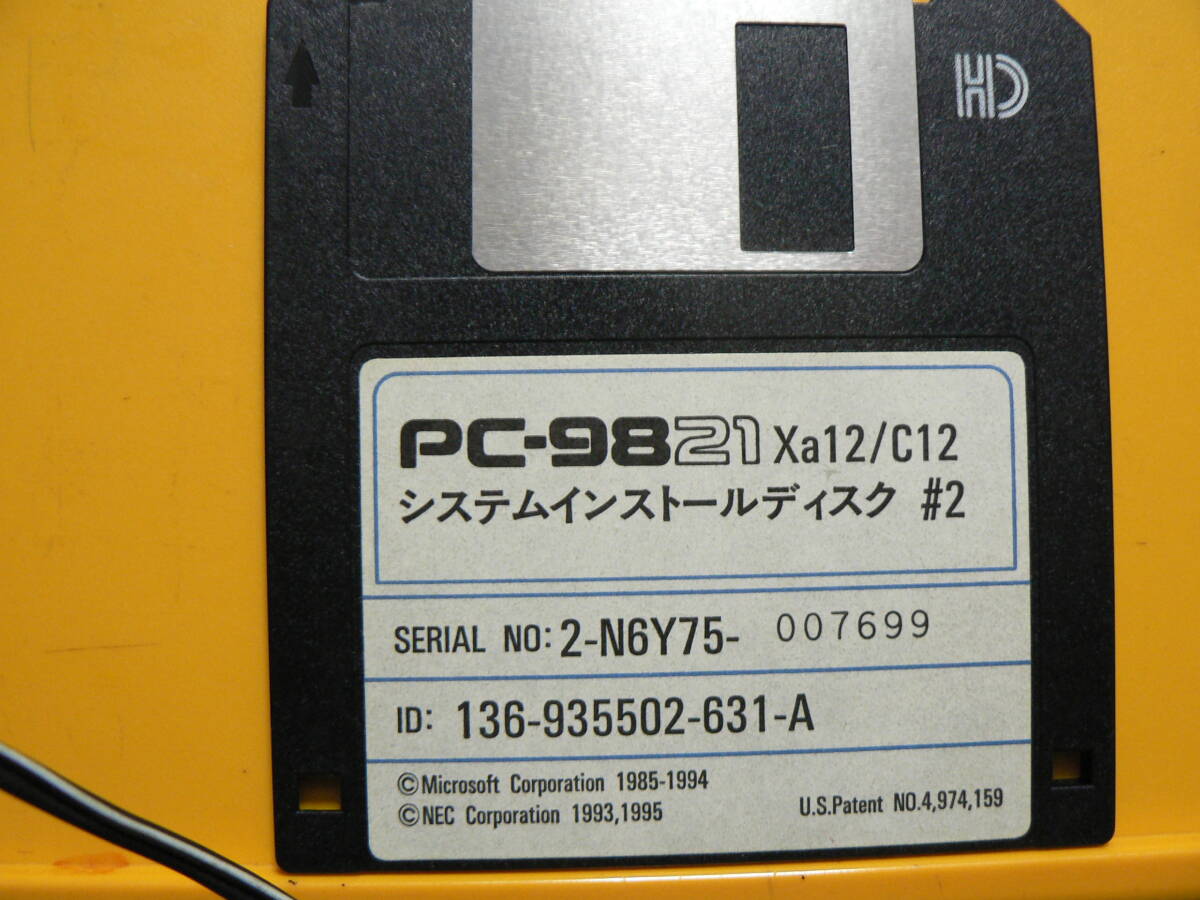 HD
PC-9821 Xa12/C12
システムインストールディスク #2
SERIAL NO: 2-N6Y75- 007699
ID: 136-935502-631-A
©Microsoft Corporation 1985-1994
©NEC Corporation 1993,1995 U.S.Patent NO.4,974,159